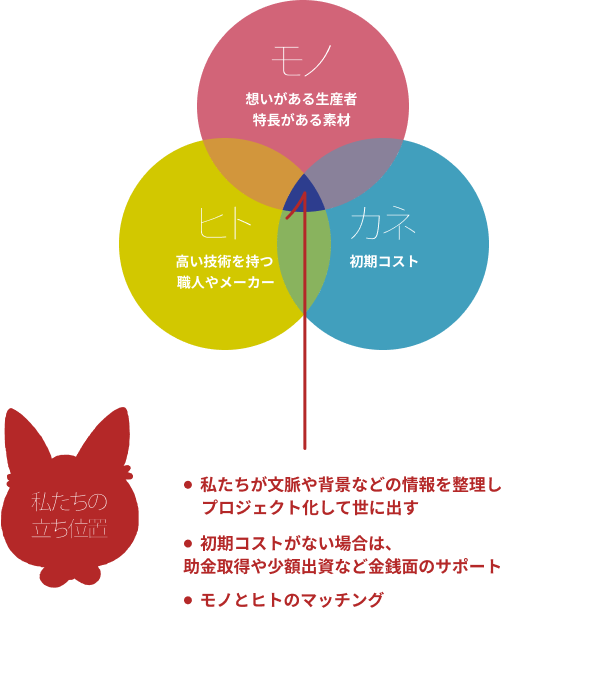 モノ
想いがある生産者
特長がある素材
ヒト
高い技術を持つ
職人やメーカー
カネ
初期コスト
私たちの
立ち位置
● 私たちが文脈や背景などの情報を整理し
プロジェクト化して世に出す
● 初期コストがない場合は、
助金取得や少額出資など金銭面のサポート
● モノとヒトのマッチング